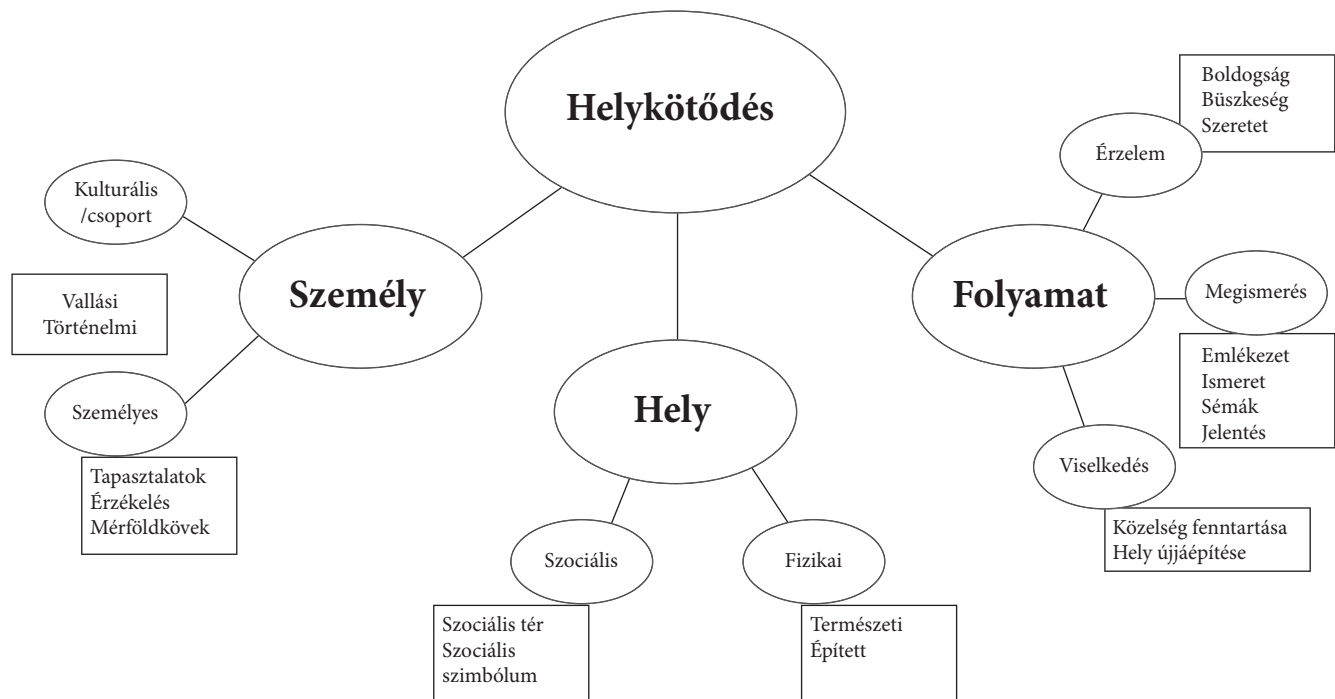 Helykötődés
Boldogság
Büszkeség
Szeretet
Érzelem
Kulturális
/csoport
Személy
Folyamat
Megismerés
Vallási
Történelmi
Emlékezet
Ismeret
Sémák
Jelentés
Személyes
Hely
Viselkedés
Tapasztalatok
Érzékelés
Mérföldkövek
Közelség fenntartása
Hely újjáépítése
Szociális
Fizikai
Szociális tér
Szociális
szimbólum
Természeti
Épített